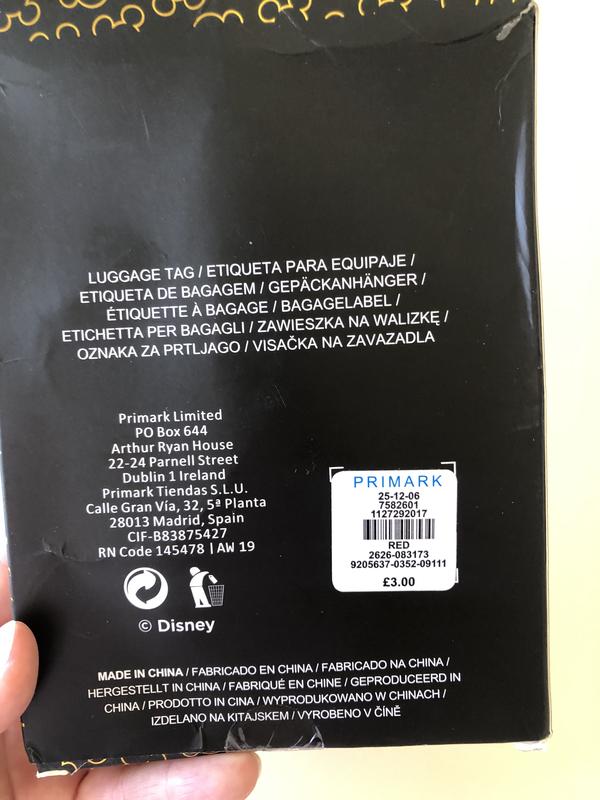 LUGGAGE TAG / ETIQUETA PARA EQUIPAJE /
ETIQUETA DE BAGAGEM / GEPÄCKANHÄNGER /
ÉTIQUETTE À BAGAGE / BAGAGELABEL /
ETICHETTA PER BAGAGLI / ZAWIESZKA NA WALIZKĘ /
OZNAKA ZA PRTLJAGO / VISAČKA NA ZAVAZADLA
Primark Limited
PO Box 644
Arthur Ryan House
22-24 Parnell Street
Dublin 1 Ireland
Primark Tiendas S.L.U.
Calle Gran Vía, 32, 5ª Planta
28013 Madrid, Spain
CIF-B83875427
RN Code 145478 | AW 19
© Disney
PRIMARK
25-12-06
7582601
1127292017
RED
2626-083173
9205637-0352-09111
£3.00
MADE IN CHINA / FABRICADO EN CHINA / FABRICADO NA CHINA /
HERGESTELLT IN CHINA / FABRIQUÉ EN CHINE / GEPRODUCEERD IN
CHINA / PRODOTTO IN CINA / WYPRODUKOWANO W CHINACH /
IZDELANO NA KITAJSKEM / VYROBENO V ČÍNĚ